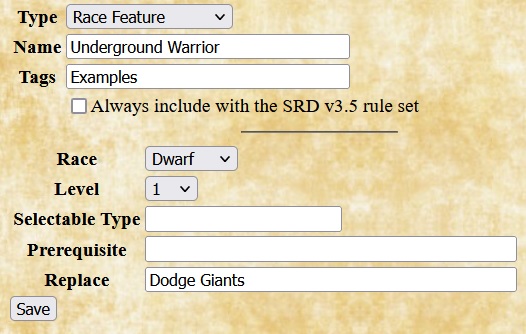 Type Race Feature
Name Underground Warrior
Tags Examples
Always include with the SRD v3.5 rule set
Race Dwarf
Level 1
Selectable Type
Prerequisite
Replace Dodge Giants
Save